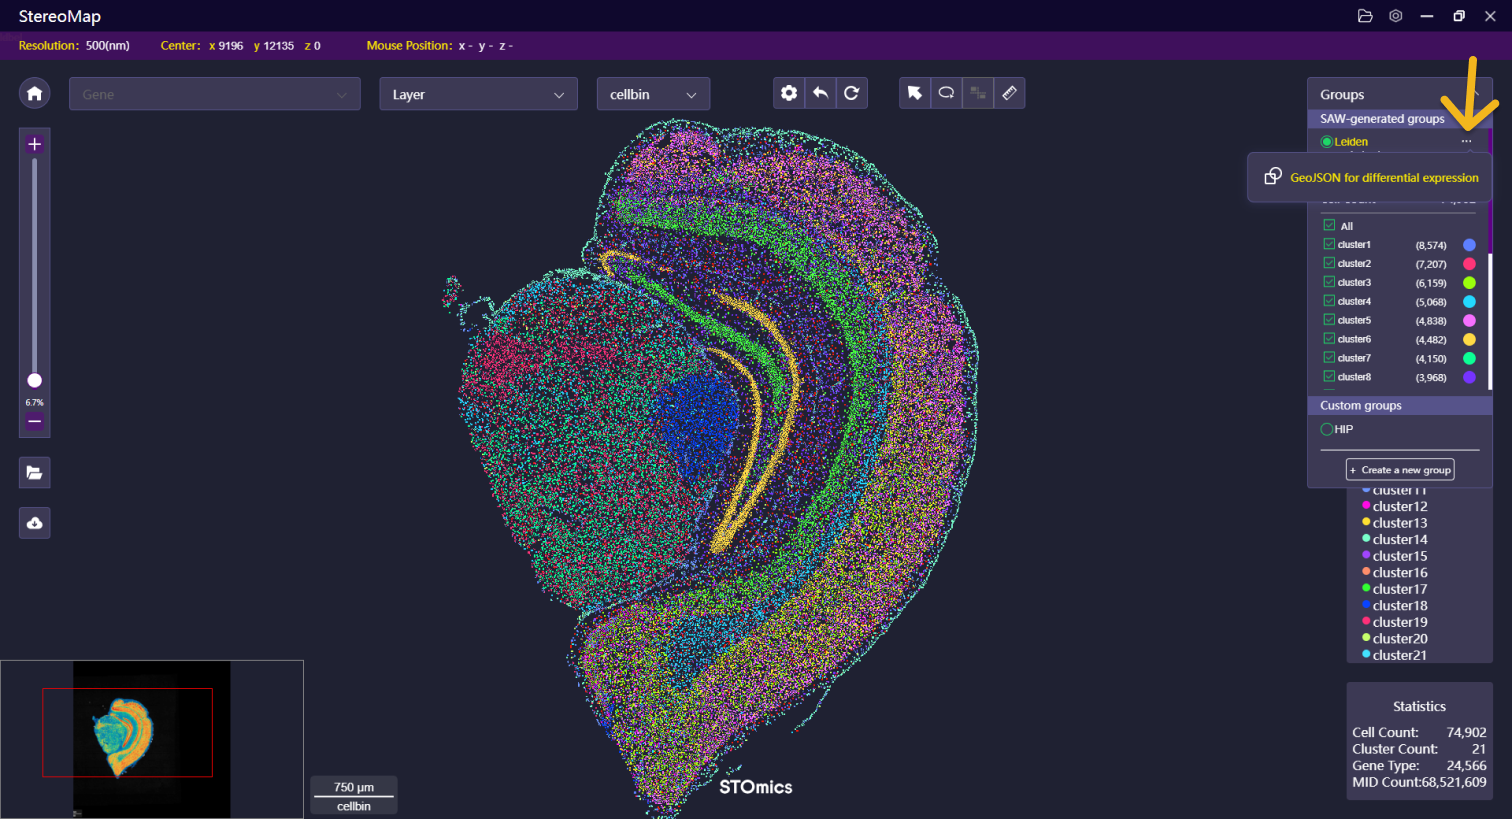 StereoMap
Resolution: 500(nm) Center: x 9196 y 12135 z 0 Mouse Position: x - y - z -
Gene
Layer
cellbin
Groups
SAW-generated groups
Leiden ...
GeoJSON for differential expression
All
cluster1 (8,574)
cluster2 (7,207)
cluster3 (6,159)
cluster4 (5,068)
cluster5 (4,838)
cluster6 (4,482)
cluster7 (4,150)
cluster8 (3,968)
Custom groups
HIP
+ Create a new group
cluster11
cluster12
cluster13
cluster14
cluster15
cluster16
cluster17
cluster18
cluster19
cluster20
cluster21
6.7%
Statistics
Cell Count: 74,902
Cluster Count: 21
Gene Type: 24,566
MID Count:68,521,609
750 μm
cellbin
STOmics